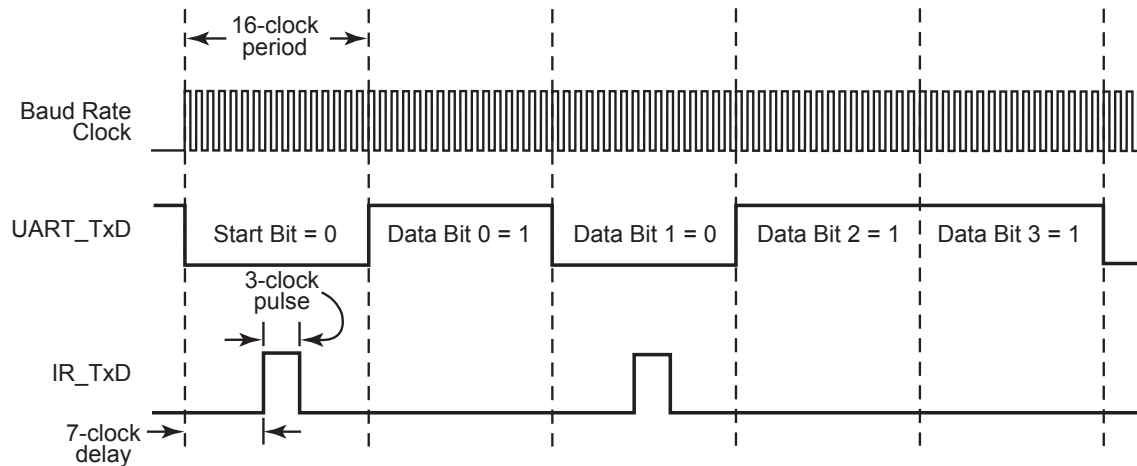 16-clock
period
Baud Rate
Clock
UART_TxD
Start Bit = 0
Data Bit 0 = 1
Data Bit 1 = 0
Data Bit 2 = 1
Data Bit 3 = 1
3-clock
pulse
IR_TxD
7-clock
delay